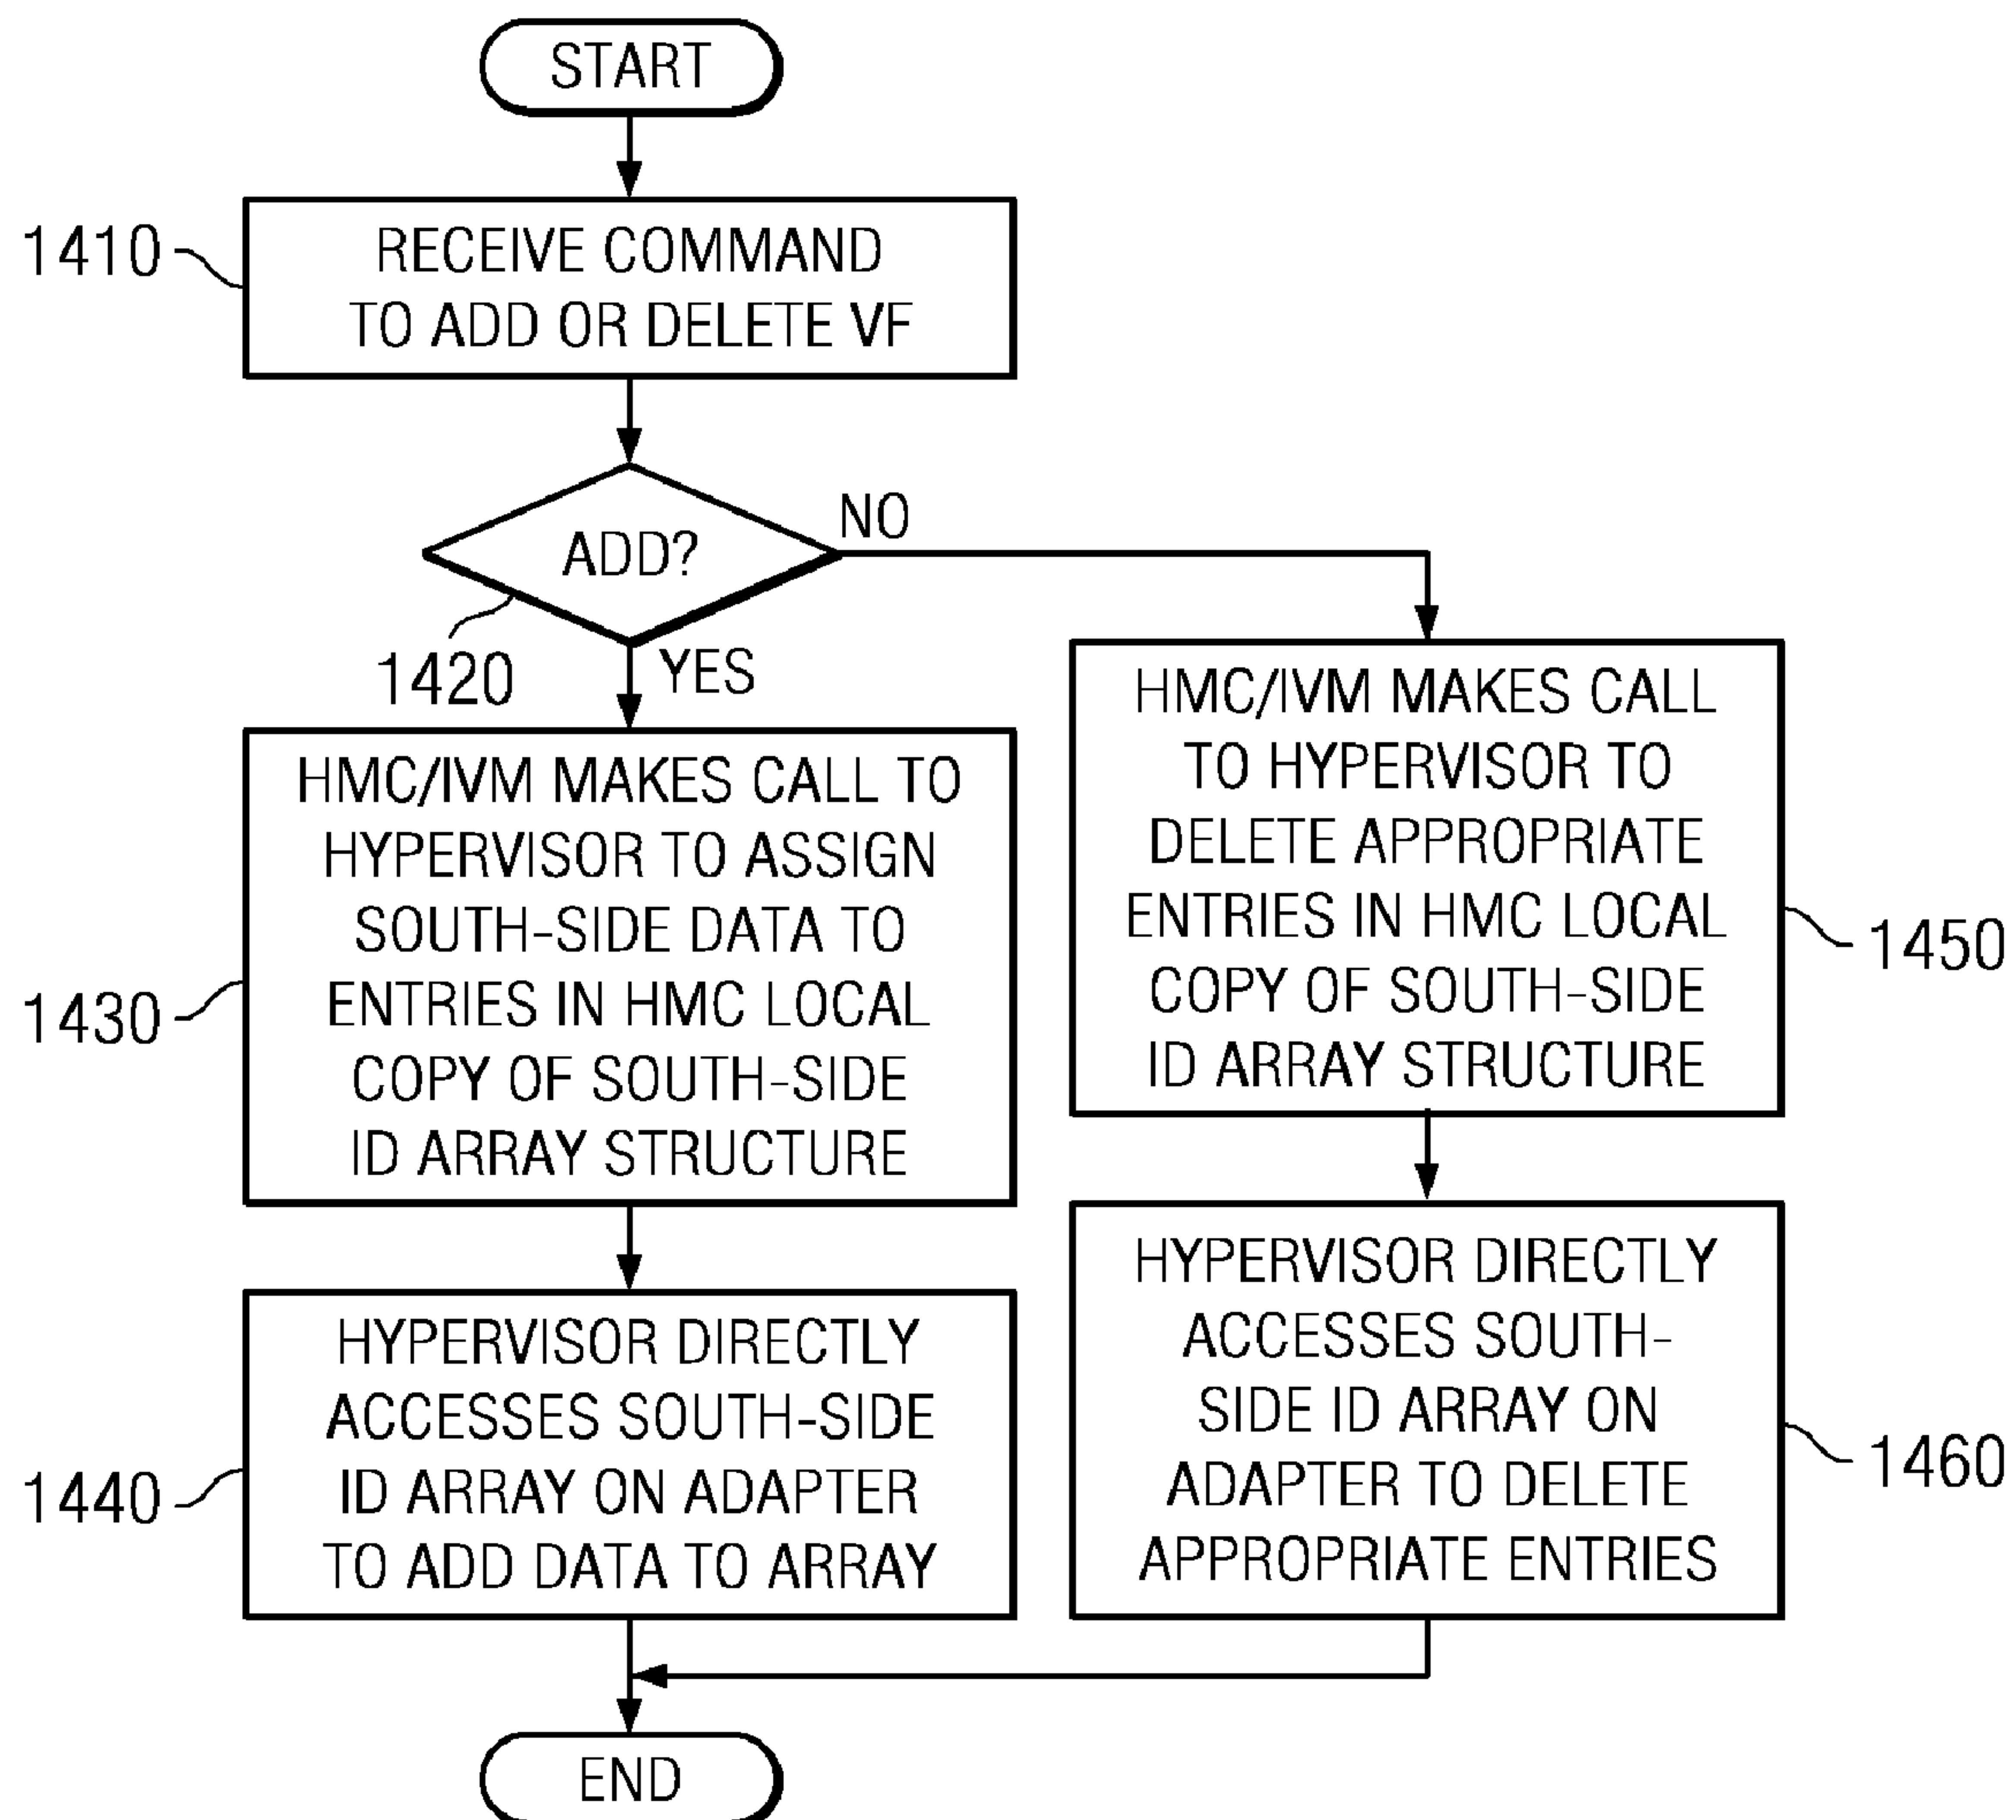 START
1410
RECEIVE COMMAND
TO ADD OR DELETE VF
ADD?
NO
1420
YES
HMC/IVM MAKES CALL TO
HYPERVISOR TO ASSIGN
SOUTH-SIDE DATA TO
ENTRIES IN HMC LOCAL
COPY OF SOUTH-SIDE
ID ARRAY STRUCTURE
1430
HYPERVISOR DIRECTLY
ACCESSES SOUTH-SIDE
ID ARRAY ON ADAPTER
TO ADD DATA TO ARRAY
1440
HMC/IVM MAKES CALL
TO HYPERVISOR TO
DELETE APPROPRIATE
ENTRIES IN HMC LOCAL
COPY OF SOUTH-SIDE
ID ARRAY STRUCTURE
1450
HYPERVISOR DIRECTLY
ACCESSES SOUTH-
SIDE ID ARRAY ON
ADAPTER TO DELETE
APPROPRIATE ENTRIES
1460
END